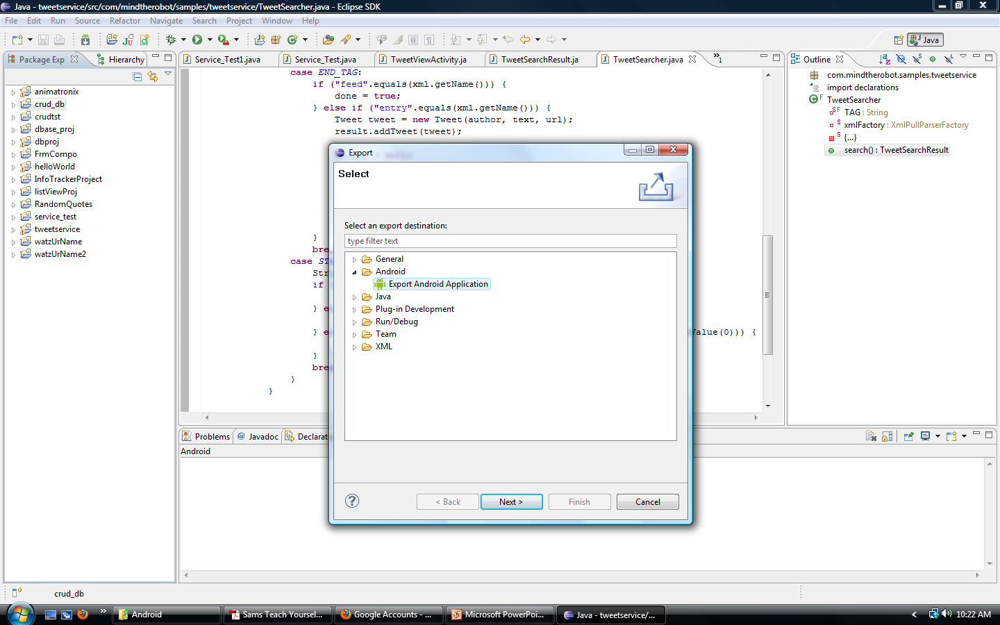 Java - tweetservice/src/com/mindtherobot/samples/tweetservice/TweetSearcher.java - Eclipse SDK
File Edit Run Source Refactor Navigate Search Project Window Help
Java
Package Exp
Hierarchy
animatronix
crud_db
crudtst
dbase_proj
dbproj
FrmCompo
helloWorld
InfoTrackerProject
listViewProj
RandomQuotes
service_test
tweetservice
watzUrName
watzUrName2
Service_Test1.java
Service_Test.java
TweetViewActivity.ja
TweetSearchResult.ja
TweetSearcher.java
»1
case END_TAG:
if ("feed".equals(xml.getName())) {
done = true;
} else if ("entry".equals(xml.getName())) {
Tweet tweet = new Tweet(author, text, url);
result.addTweet(tweet);
}
bre
case ST
Str
if
} e
} e
Value(0))) {
}
bre
}
}
Export
Select
Select an export destination:
type filter text
General
Android
Export Android Application
Java
Plug-in Development
Run/Debug
Team
XML
?
< Back
Next >
Finish
Cancel
Outline
com.mindtherobot.samples.tweetservice
import declarations
TweetSearcher
TAG : String
xmlFactory : XmlPullParserFactory
{...}
search() : TweetSearchResult
Problems
@ Javadoc
Declarat
Android
crud_db
Android
Sams Teach Yoursel...
Google Accounts - ...
Microsoft PowerPoi...
Java - tweetservice/...
10:22 AM